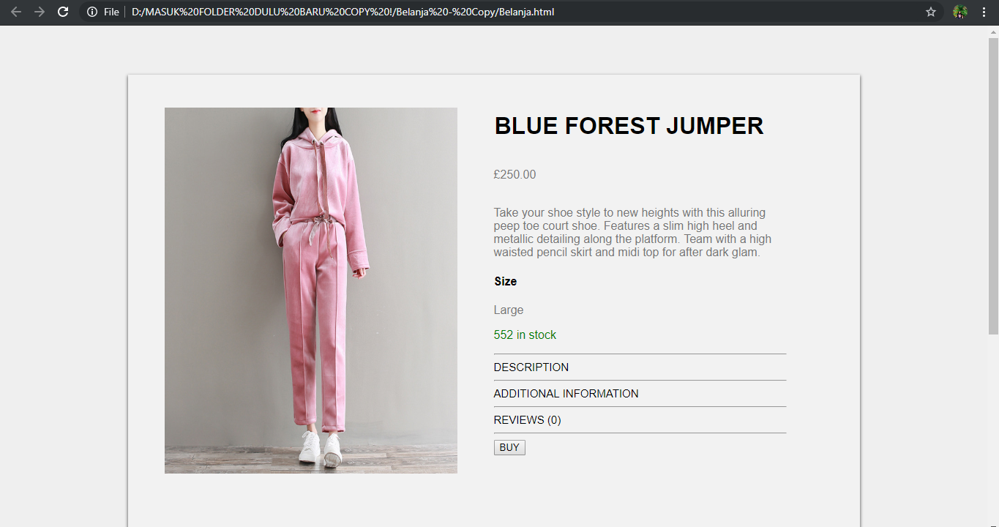 File
D:/MASUK%20FOLDER%20DULU%20BARU%20COPY%20!/Belanja%20-%20Copy/Belanja.html
BLUE FOREST JUMPER
£250.00
Take your shoe style to new heights with this alluring
peep toe court shoe. Features a slim high heel and
metallic detailing along the platform. Team with a high
waisted pencil skirt and midi top for after dark glam.
Size
Large
552 in stock
DESCRIPTION
ADDITIONAL INFORMATION
REVIEWS (0)
BUY